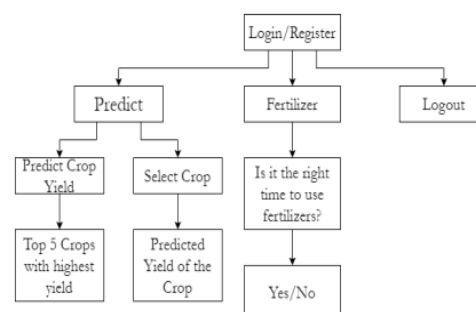 Login/Register
Predict
Fertilizer
Logout
Predict Crop
Yield
Select Crop
Is it the right
time to use
fertilizers?
Top 5 Crops
with highest
yield
Predicted
Yield of the
Crop
Yes/No